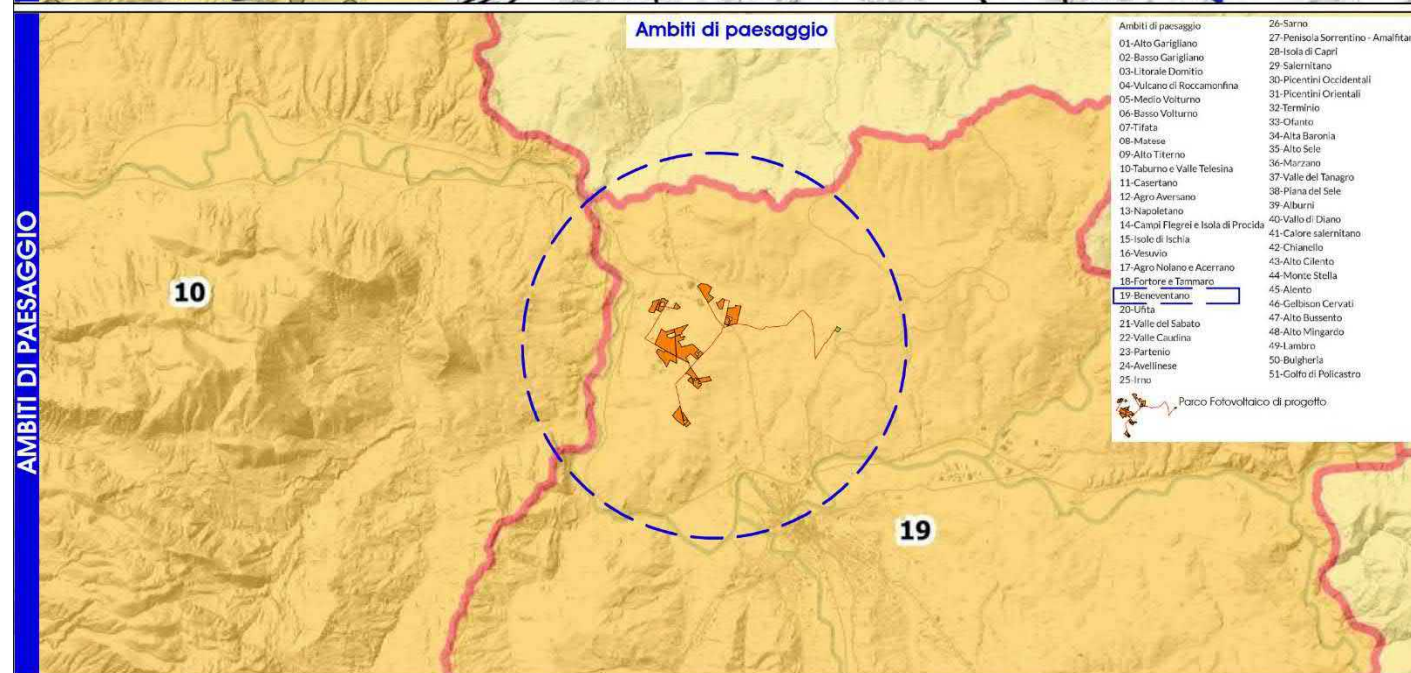 AMBITI DI PAESAGGIO
Ambiti di paesaggio
10
19
Ambiti di paesaggio
01-Alto Garigliano
02-Basso Garigliano
03-Litorale Domitio
04-Vulcano di Roccamonfina
05-Medio Volturno
06-Basso Volturno
07-Tifata
08-Matese
09-Alto Titerno
10-Taburno e Valle Telesina
11-Casertano
12-Agro Aversano
13-Napoletano
14-Campi Flegrei e Isola di Procida
15-Isole di Ischia
16-Vesuvio
17-Agro Nolano e Acerrano
18-Fortore e Tammaro
19-Beneventano
20-Ufita
21-Valle del Sabato
22-Valle Caudina
23-Partenio
24-Avellinese
25-Irno
26-Sarno
27-Penisola Sorrentino - Amalfitan
28-Isola di Capri
29-Salernitano
30-Picentini Occidentali
31-Picentini Orientali
32-Terminio
33-Ofanto
34-Alta Baronia
35-Alto Sele
36-Marzano
37-Valle del Tanagro
38-Piana del Sele
39-Alburni
40-Vallo di Diano
41-Calore salernitano
42-Chianello
43-Alto Cilento
44-Monte Stella
45-Alento
46-Gelbison Cervati
47-Alto Bussento
48-Alto Mingardo
49-Lambro
50-Bulgheria
51-Golfo di Policastro
Parco Fotovoltaico di progetto